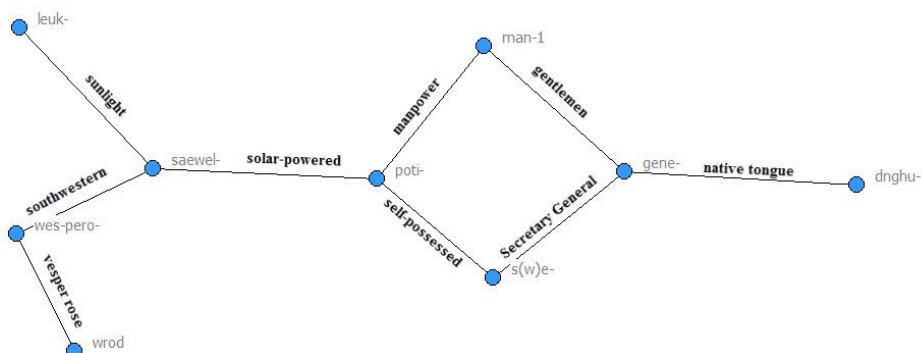 leuk-
man-1
sunlight
manpower
gentlemen
saewel-
solar-powered
poti-
gene-
native tongue
dnghu-
southwestern
wes-pero-
self-possessed
Secretary General
s(w)e-
vesper rose
wrod